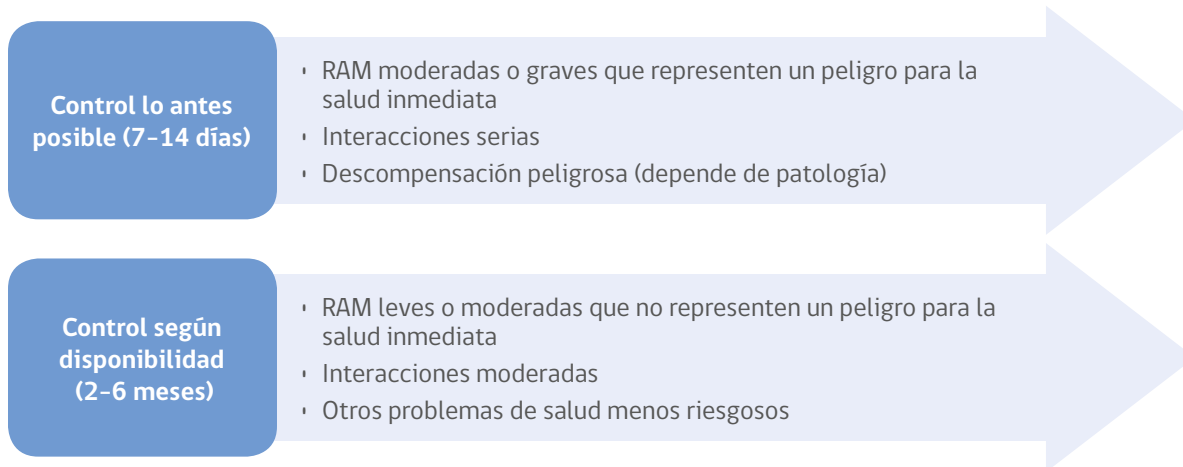 Control lo antes
posible (7-14 días)
· RAM moderadas o graves que representen un peligro para la
salud inmediata
· Interacciones serias
· Descompensación peligrosa (depende de patología)
Control según
disponibilidad
(2-6 meses)
· RAM leves o moderadas que no representen un peligro para la
salud inmediata
· Interacciones moderadas
· Otros problemas de salud menos riesgosos